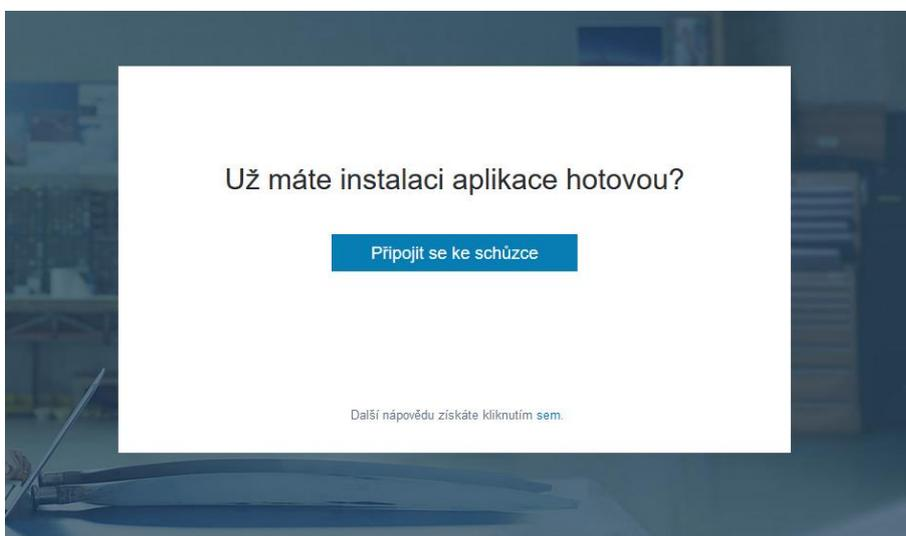 Už máte instalaci aplikace hotovou?
Připojit se ke schůzce
Další nápovědu získáte kliknutím sem.